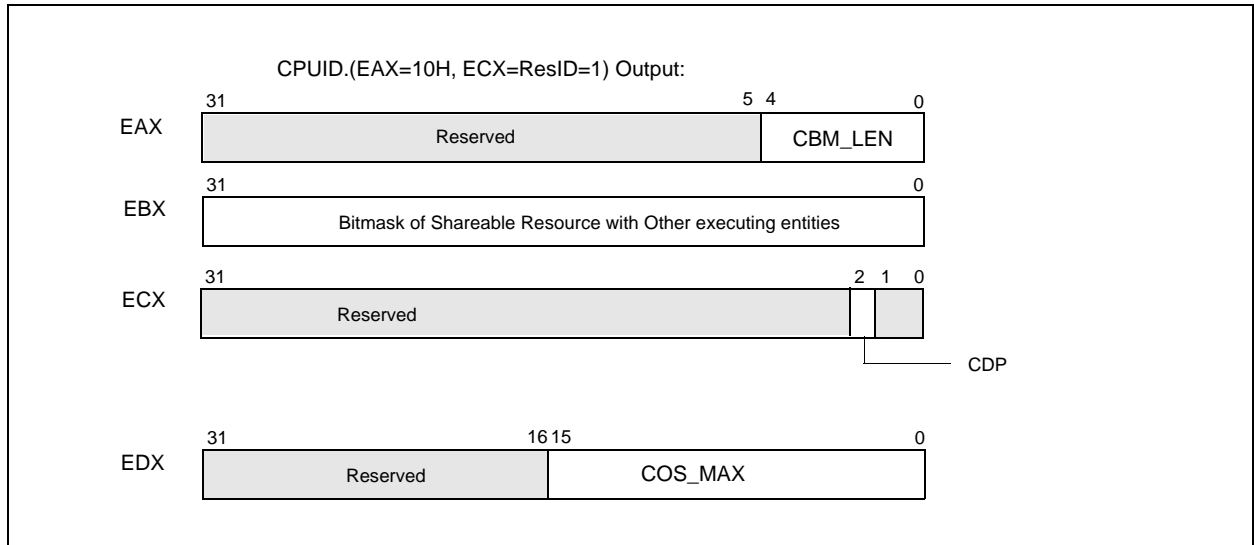 CPUID.(EAX=10H, ECX=ResID=1) Output:
31 5 4 0
EAX Reserved CBM_LEN
31 0
EBX Bitmask of Shareable Resource with Other executing entities
31 2 1 0
ECX Reserved
CDP
31 16 15 0
EDX Reserved COS_MAX